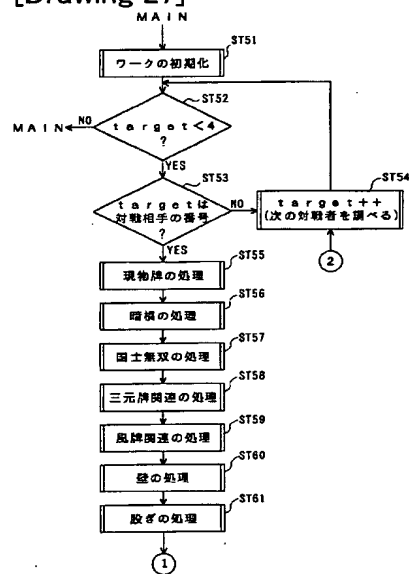 [Drawing 27]
MAIN
ST51
ワークの初期化
ST52
MAIN
NO
target<4
?
YES
ST53
targetは
対戦相手の番号
?
NO
ST54
target++
(次の対戦者を調べる)
2
YES
ST55
現物牌の処理
ST56
暗槓の処理
ST57
国士無双の処理
ST58
三元牌関連の処理
ST59
風牌関連の処理
ST60
壁の処理
ST61
跨ぎの処理
1